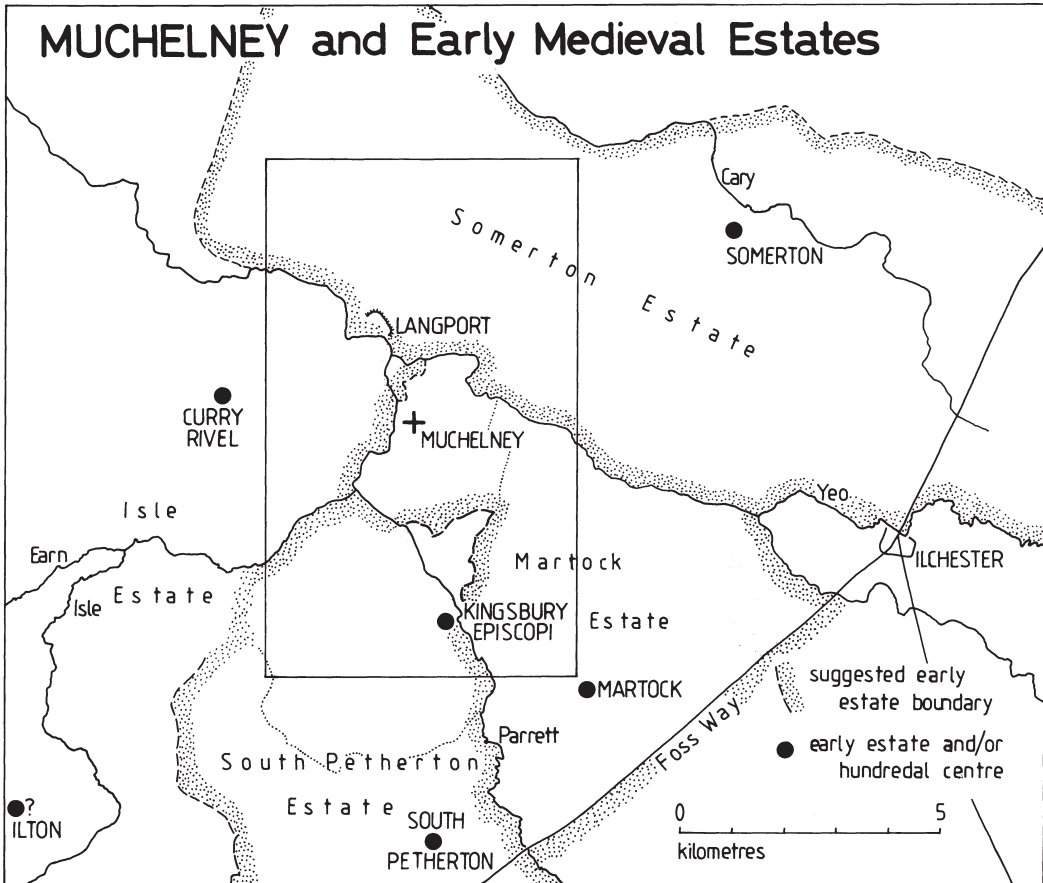 MUCHELNEY and Early Medieval Estates
Cary
Somerton Estate
SOMERTON
LANGPORT
CURRY
RIVEL
MUCHELNEY
Isle
Estate
Earn
Isle
Yeo
ILCHESTER
Martock
Estate
KINGSBURY
EPISCOPI
MARTOCK
Parrett
Foss Way
South Petherton
Estate
SOUTH
PETHERTON
?
ILTON
suggested early
estate boundary
early estate and/or
hundredal centre
0 5
kilometres